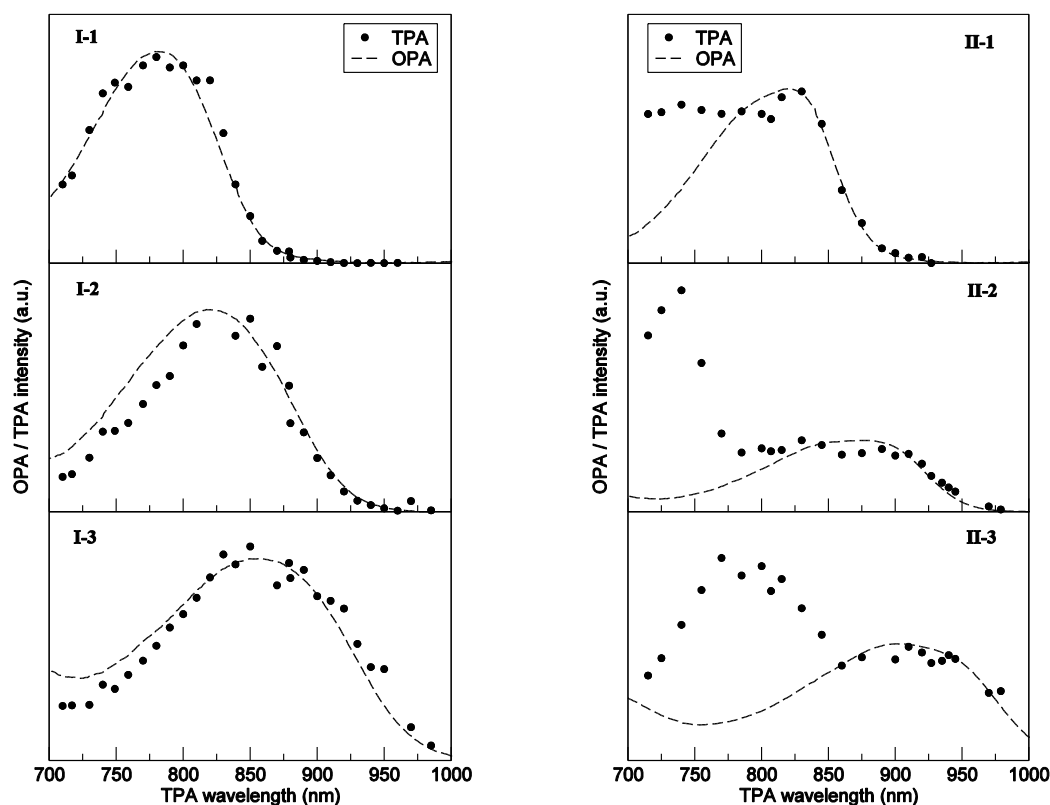 I-1
TPA
OPA
I-2
OPA / TPA intensity (a.u.)
I-3
700 750 800 850 900 950 1000
TPA wavelength (nm)
TPA
OPA
II-1
II-2
OPA / TPA intensity (a.u.)
II-3
700 750 800 850 900 950 1000
TPA wavelength (nm)